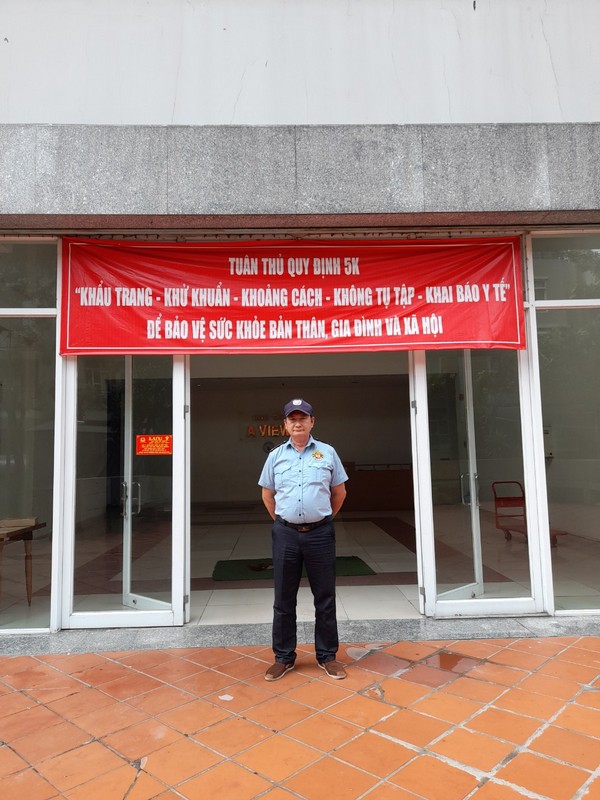 TUÂN THỦ QUY ĐỊNH 5K
"KHẨU TRANG - KHỬ KHUẨN - KHOẢNG CÁCH - KHÔNG TỤ TẬP - KHAI BÁO Y TẾ"
ĐỂ BẢO VỆ SỨC KHỎE BẢN THÂN, GIA ĐÌNH VÀ XÃ HỘI
A VIEW